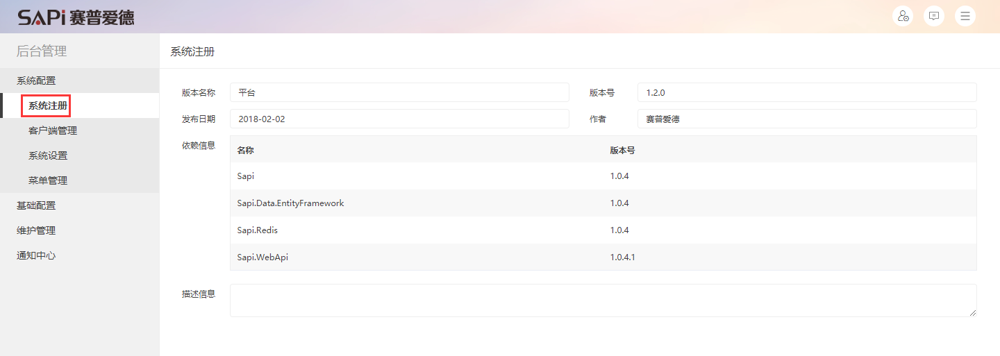 SAPi 赛普爱德
后台管理
系统配置
系统注册
客户端管理
系统设置
菜单管理
基础配置
维护管理
通知中心
系统注册
版本名称 平台 版本号 1.2.0
发布日期 2018-02-02 作者 赛普爱德
依赖信息 名称 版本号
Sapi 1.0.4
Sapi.Data.EntityFramework 1.0.4
Sapi.Redis 1.0.4
Sapi.WebApi 1.0.4.1
描述信息